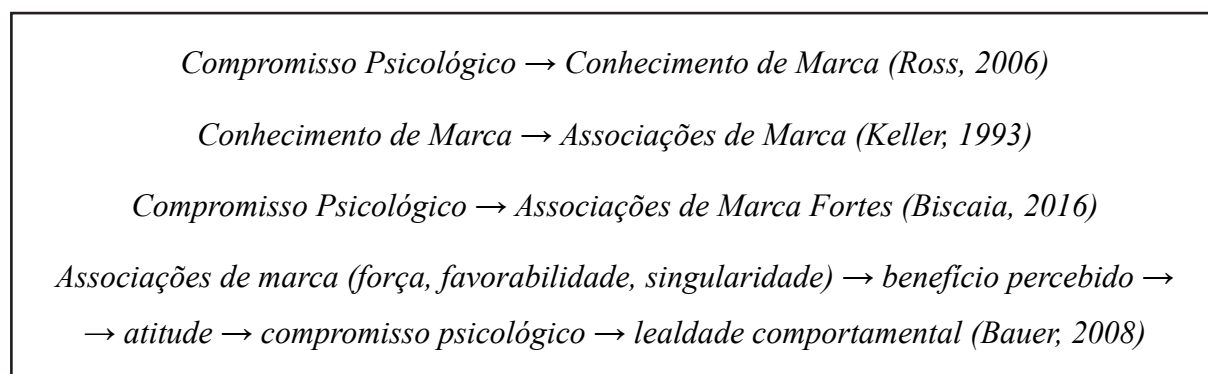 Compromisso Psicológico → Conhecimento de Marca (Ross, 2006)
Conhecimento de Marca → Associações de Marca (Keller, 1993)
Compromisso Psicológico → Associações de Marca Fortes (Biscaia, 2016)
Associações de marca (força, favorabilidade, singularidade) → benefício percebido →
→ atitude → compromisso psicológico → lealdade comportamental (Bauer, 2008)